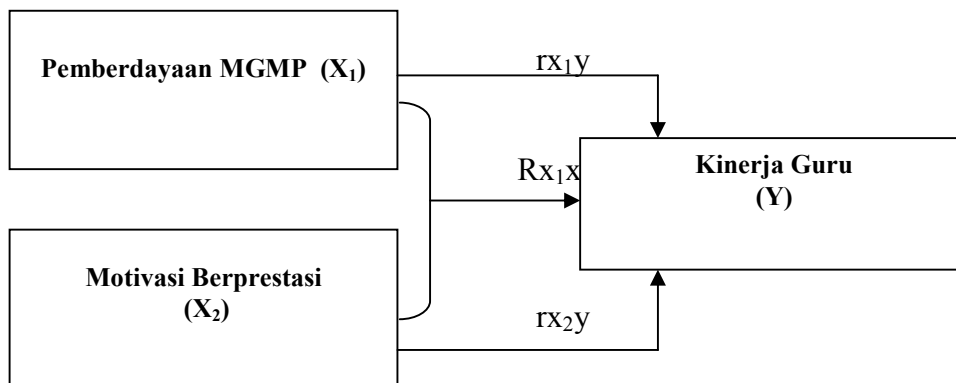 Pemberdayaan MGMP (X₁)
rx₁y
Rx₁x
Kinerja Guru
(Y)
Motivasi Berprestasi
(X₂)
rx₂y